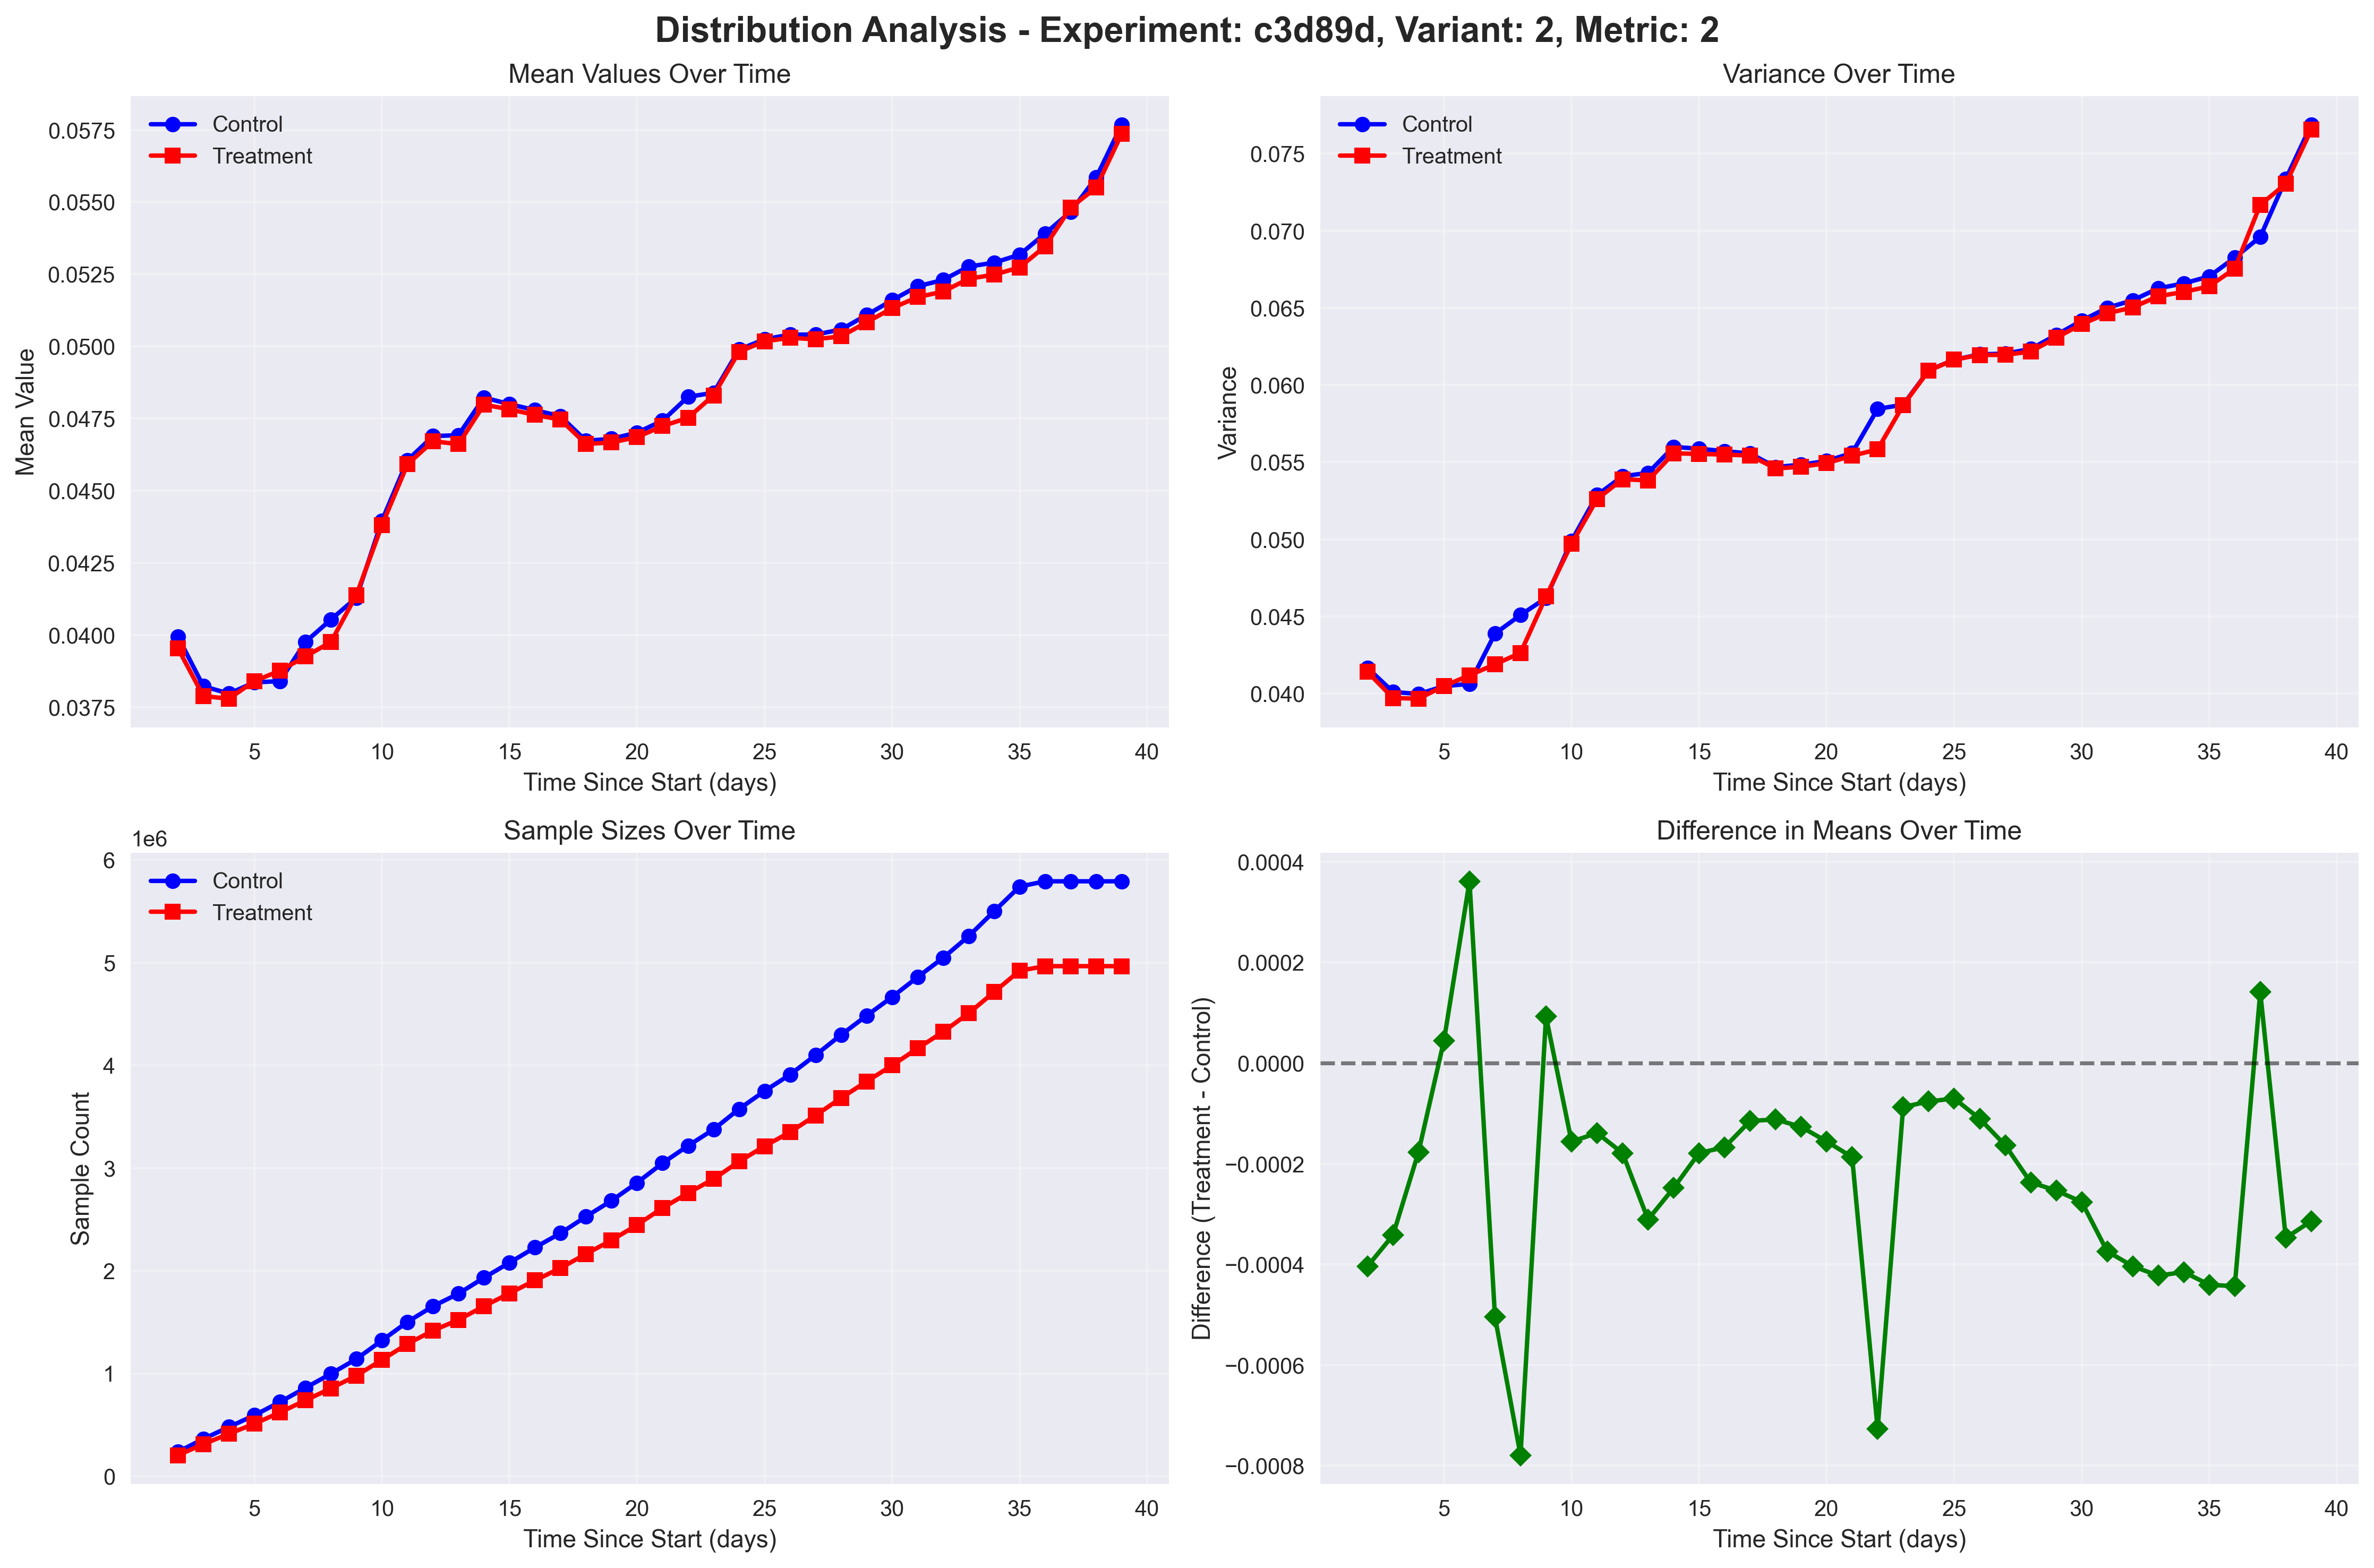 Distribution Analysis - Experiment: c3d89d, Variant: 2, Metric: 2
Mean Values Over Time
Control
Treatment
0.0575
0.0550
0.0525
0.0500
0.0475
0.0450
0.0425
0.0400
0.0375
Mean Value
5 10 15 20 25 30 35 40
Time Since Start (days)
Variance Over Time
Control
Treatment
0.075
0.070
0.065
0.060
0.055
0.050
0.045
0.040
Variance
5 10 15 20 25 30 35 40
Time Since Start (days)
Sample Sizes Over Time
1e6
Control
Treatment
6
5
4
3
2
1
0
Sample Count
5 10 15 20 25 30 35 40
Time Since Start (days)
Difference in Means Over Time
0.0004
0.0002
0.0000
−0.0002
−0.0004
−0.0006
−0.0008
Difference (Treatment - Control)
5 10 15 20 25 30 35 40
Time Since Start (days)